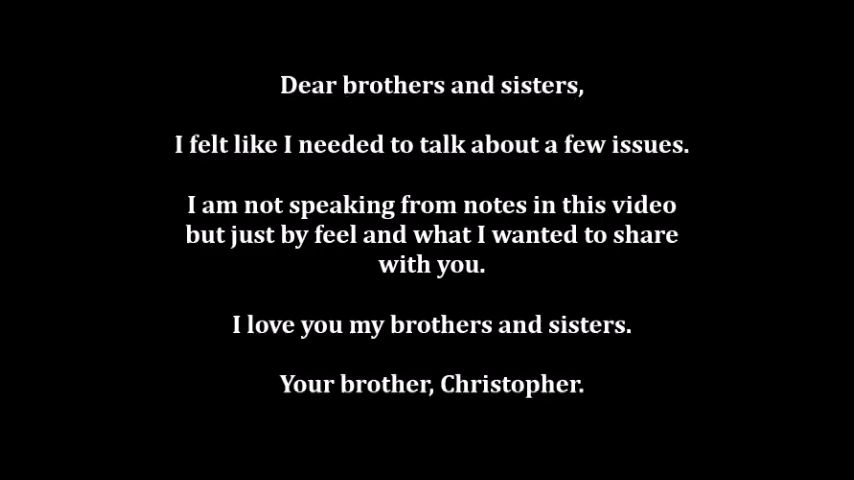 Dear brothers and sisters,
I felt like I needed to talk about a few issues.
I am not speaking from notes in this video
but just by feel and what I wanted to share
with you.
I love you my brothers and sisters.
Your brother, Christopher.